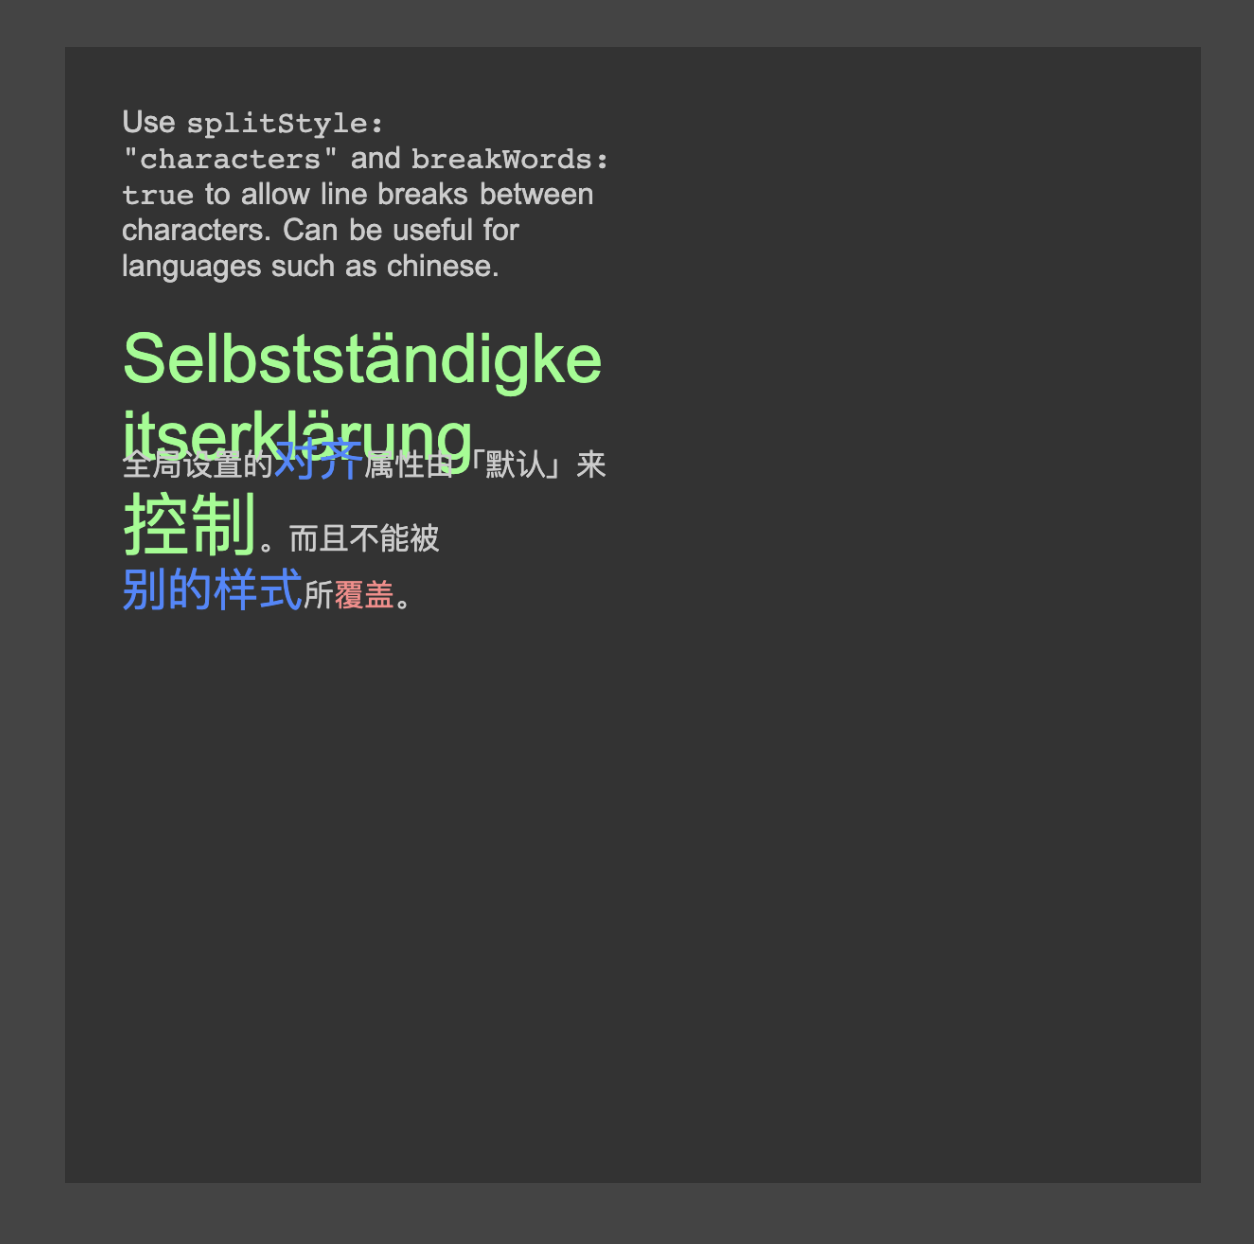 Use splitStyle:
"characters" and breakWords:
true to allow line breaks between
characters. Can be useful for
languages such as chinese.
Selbstständigke
itserklärung
全局设置的对齐属性由「默认」来
控制。而且不能被
别的样式所覆盖。